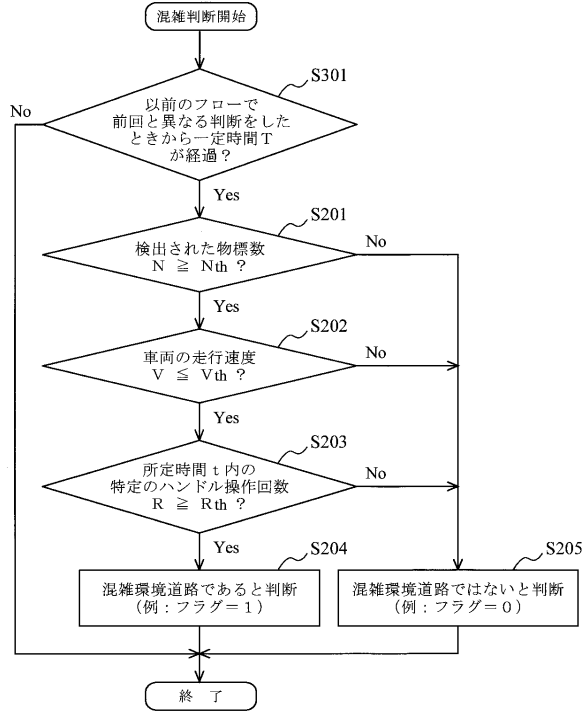 混雑判断開始
S301
No
以前のフローで
前回と異なる判断をした
ときから一定時間T
が経過？
Yes
S201
検出された物標数
N ≧ Nth ？
No
Yes
S202
車両の走行速度
V ≦ Vth ？
No
Yes
S203
所定時間t内の
特定のハンドル操作回数
R ≧ Rth ？
No
Yes
S204
混雑環境道路であると判断
（例：フラグ＝1）
S205
混雑環境道路ではないと判断
（例：フラグ＝0）
終 了